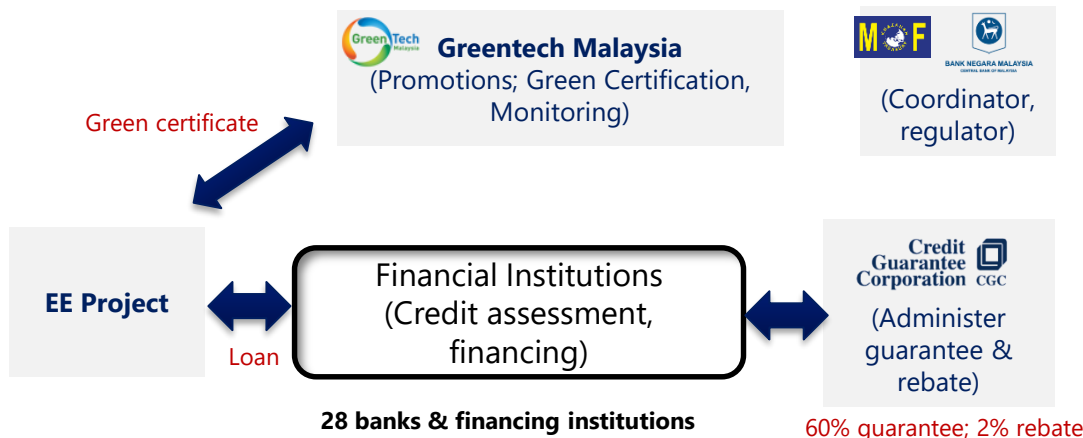 Green Tech
Malaysia
Greentech Malaysia
(Promotions; Green Certification,
Monitoring)
M F
BANK NEGARA MALAYSIA
CENTRAL BANK OF MALAYSIA
(Coordinator,
regulator)
Green certificate
EE Project
Loan
Financial Institutions
(Credit assessment,
financing)
28 banks & financing institutions
Credit
Guarantee
Corporation CGC
(Administer
guarantee &
rebate)
60% guarantee; 2% rebate